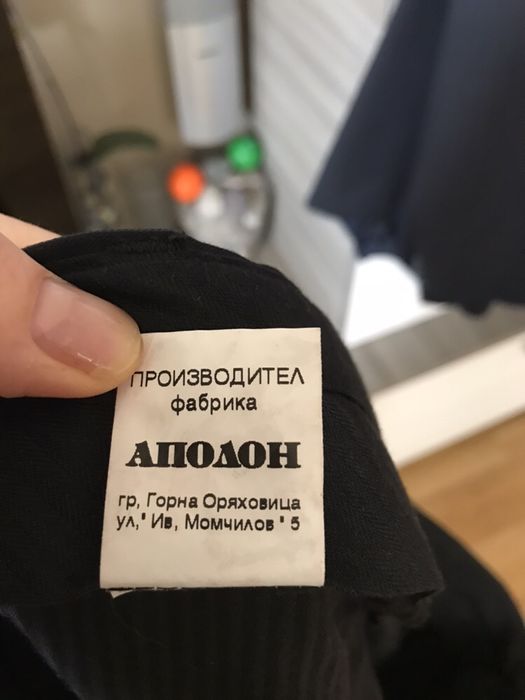 ПРОИЗВОДИТЕЛ
фабрика
АПОЛОН
гр, Горна Оряховица
ул," Ив, Момчилов " 5